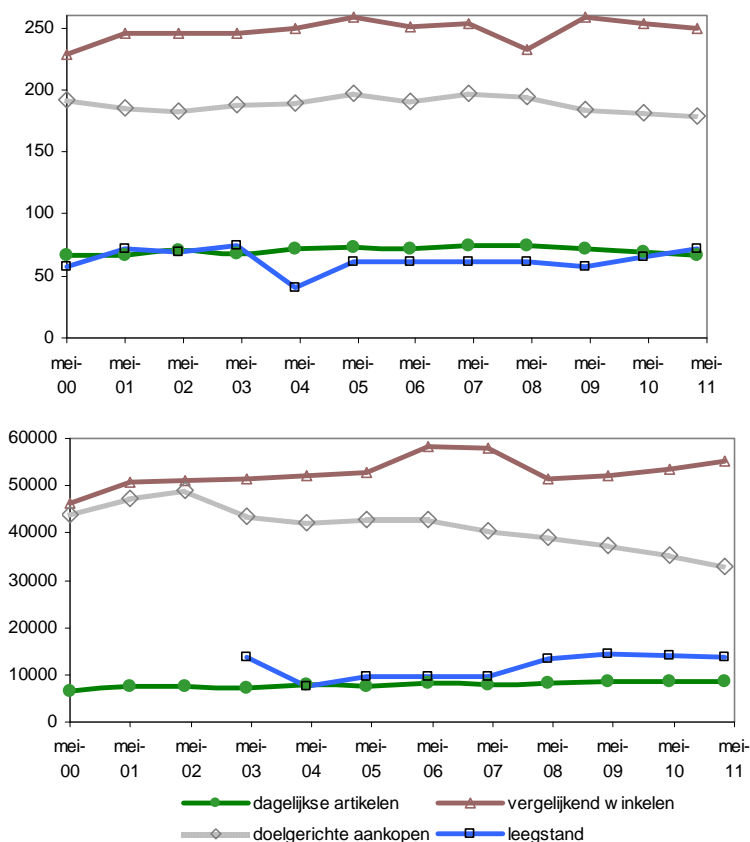 250
200
150
100
50
0
mei- mei- mei- mei- mei- mei- mei- mei- mei- mei- mei- mei-
00 01 02 03 04 05 06 07 08 09 10 11
60000
50000
40000
30000
20000
10000
0
mei- mei- mei- mei- mei- mei- mei- mei- mei- mei- mei- mei-
00 01 02 03 04 05 06 07 08 09 10 11
dagelijkse artikelen vergelijkend w inkelen
doelgerichte aankopen leegstand